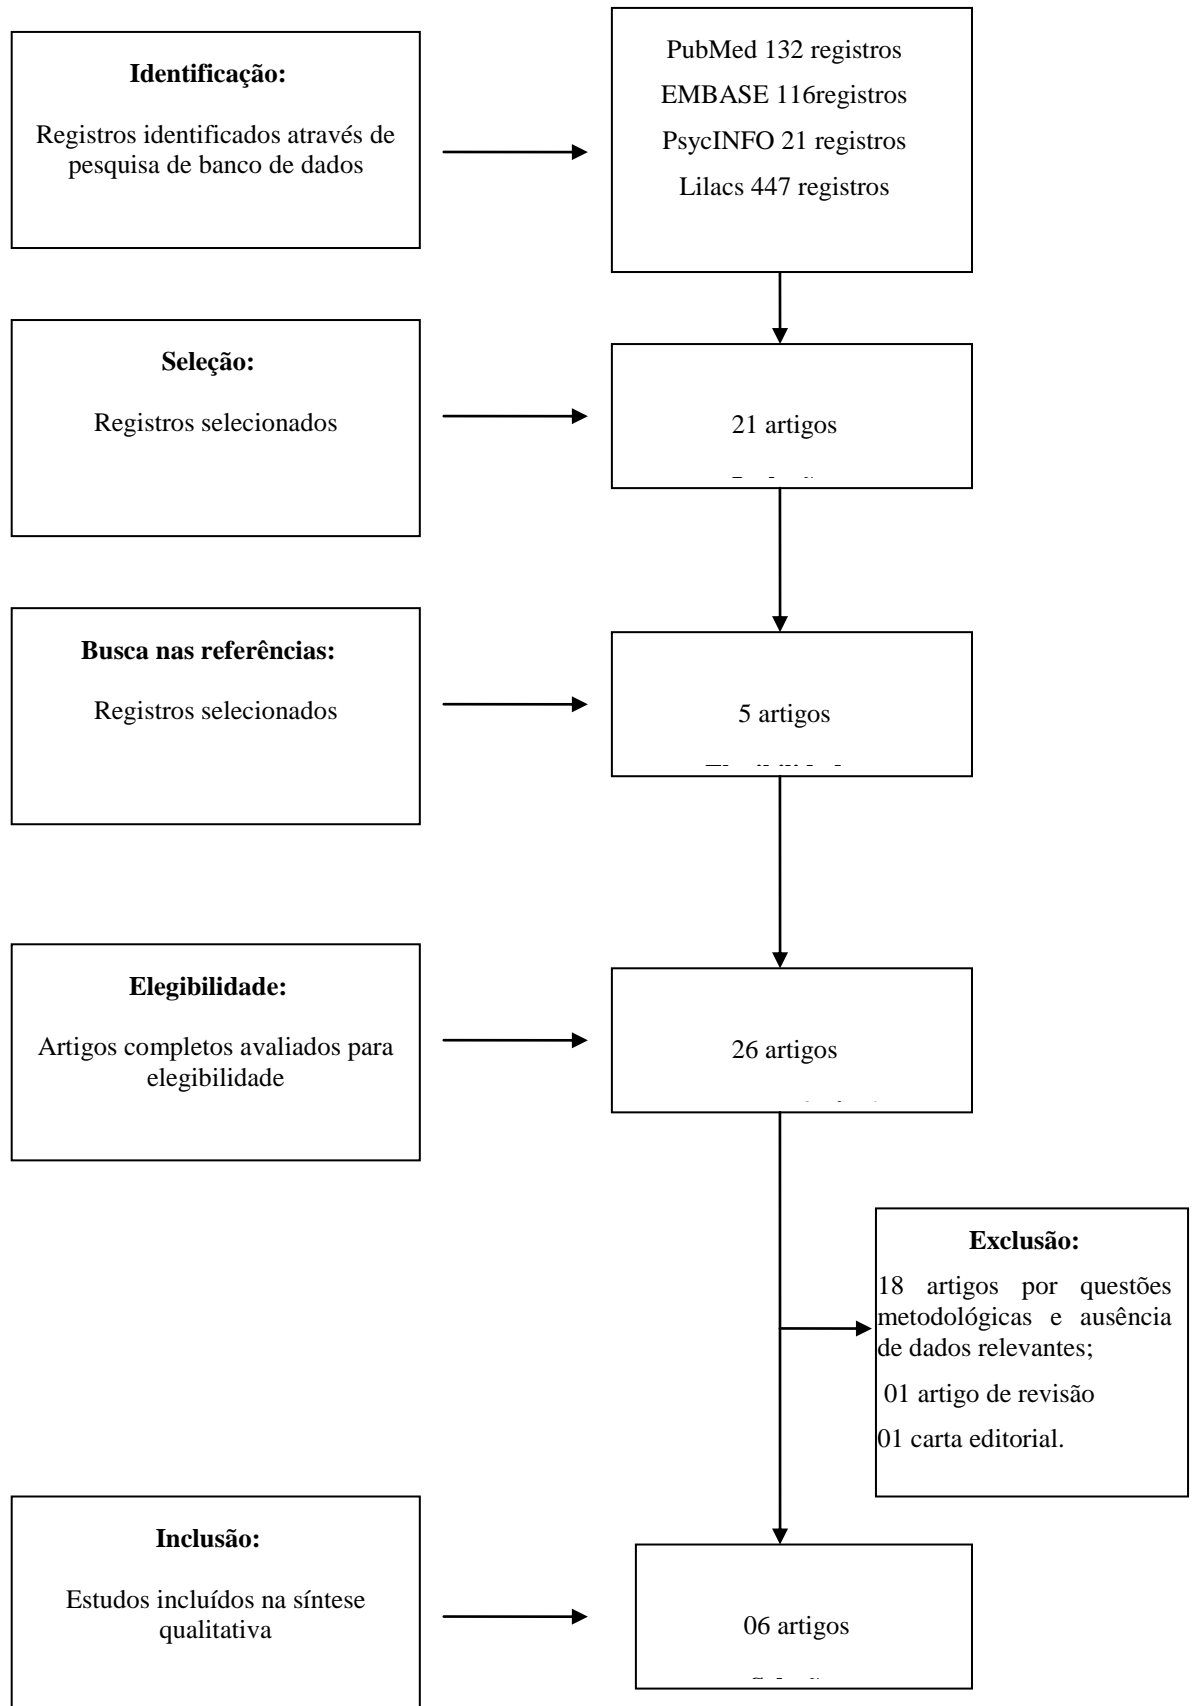 Identificação:
Registros identificados através de
pesquisa de banco de dados
PubMed 132 registros
EMBASE 116registros
PsycINFO 21 registros
Lilacs 447 registros
Seleção:
Registros selecionados
21 artigos
Busca nas referências:
Registros selecionados
5 artigos
Elegibilidade:
Artigos completos avaliados para
elegibilidade
26 artigos
Exclusão:
18 artigos por questões
metodológicas e ausência
de dados relevantes;
01 artigo de revisão
01 carta editorial.
Inclusão:
Estudos incluídos na síntese
qualitativa
06 artigos